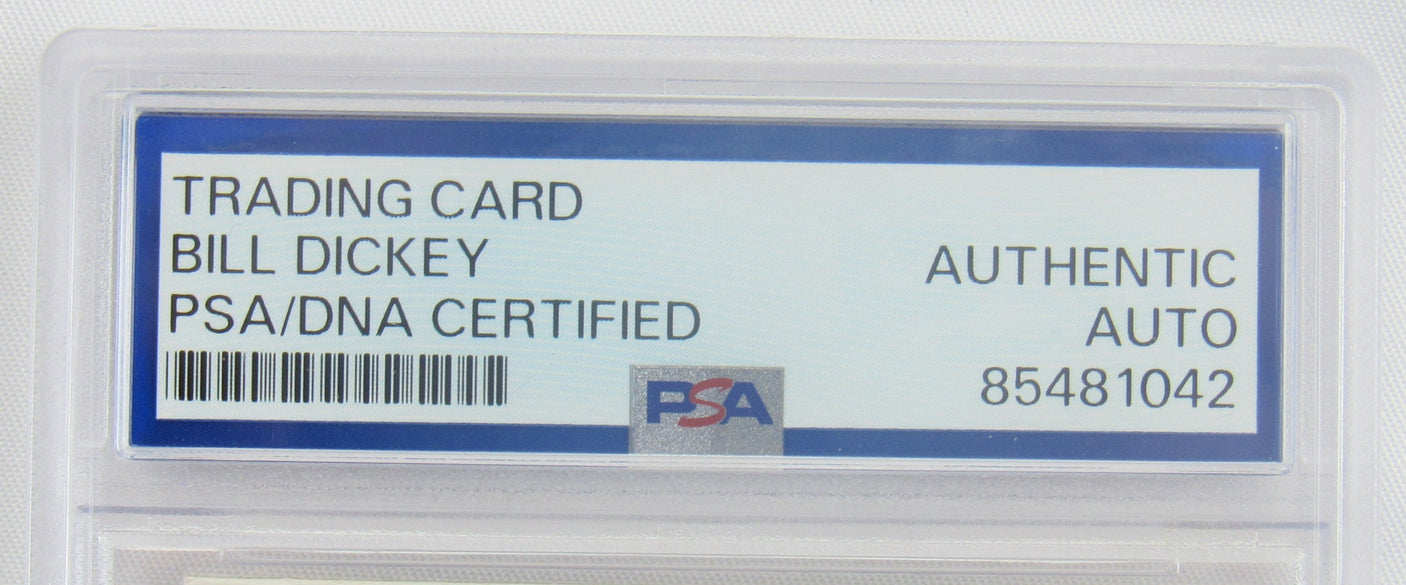 TRADING CARD
BILL DICKEY
PSA/DNA CERTIFIED
AUTHENTIC
AUTO
85481042
PSA